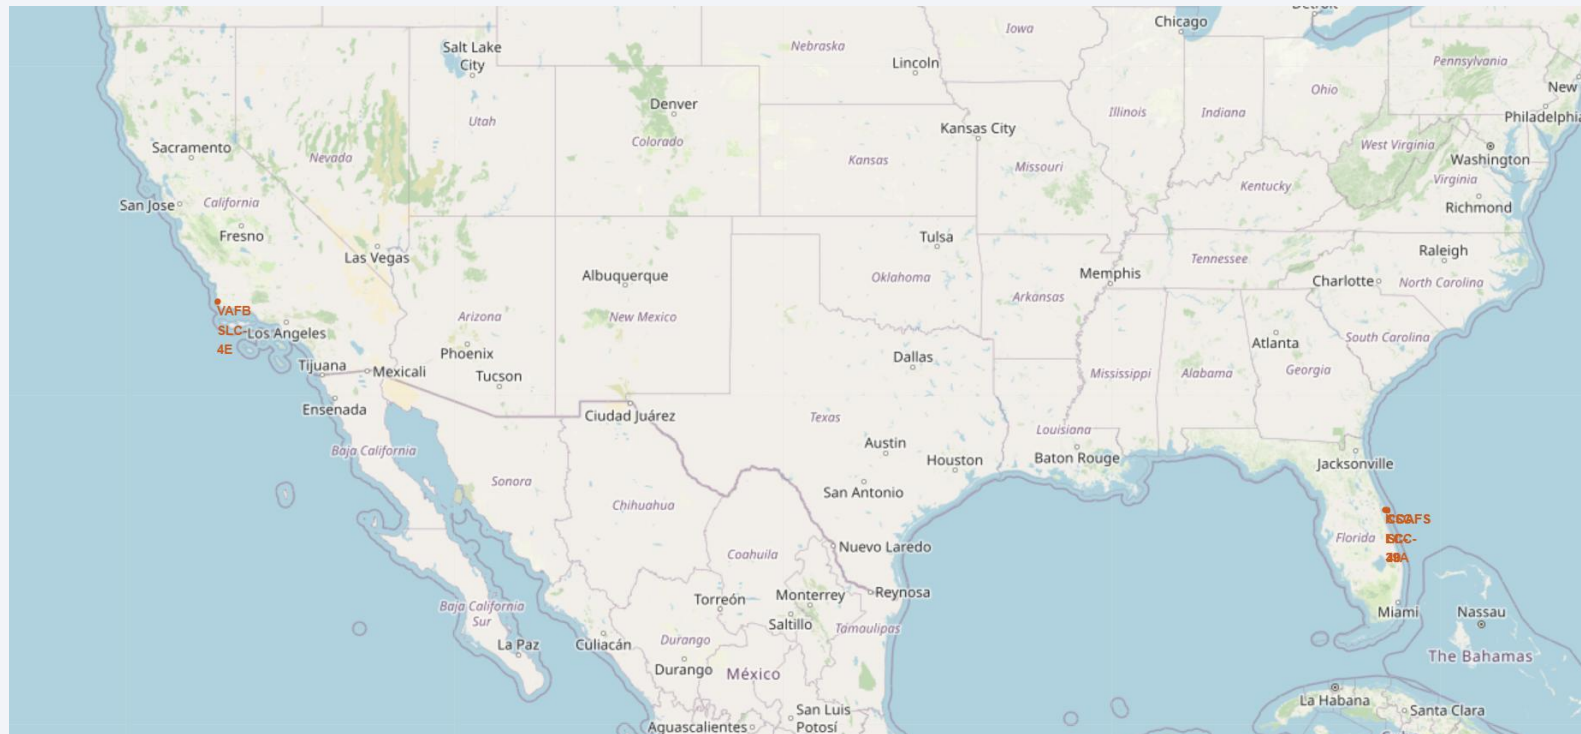 Detroit
Chicago
Iowa
Nebraska
Salt Lake
City
Lincoln
Pennsylvania
Ohio
New
Denver
Illinois
Indiana
Philadelphia
Utah
Kansas City
Colorado
Sacramento
Nevada
Kansas
Missouri
West Virginia
Washington
Virginia
Kentucky
San Jose
California
Richmond
Fresno
Tulsa
Las Vegas
Raleigh
Tennessee
Albuquerque
Oklahoma
Memphis
Charlotte
North Carolina
Arkansas
VAFB
SLC-
4E
Arizona
New Mexico
Los Angeles
South Carolina
Atlanta
Phoenix
Dallas
Tijuana
Mexicali
Tucson
Mississippi
Alabama
Georgia
Ensenada
Ciudad Juárez
Texas
Louisiana
Austin
Baja California
Houston
Baton Rouge
Jacksonville
Sonora
San Antonio
Chihuahua
Florida
Nuevo Laredo
Coahuila
Reynosa
Torreón
Monterrey
Baja California
Sur
Saltillo
Tamaulipas
Miami
Nassau
La Paz
Culiacán
Durango
Durango
The Bahamas
México
La Habana
Santa Clara
San Luis
Potosí
Aguascalientes